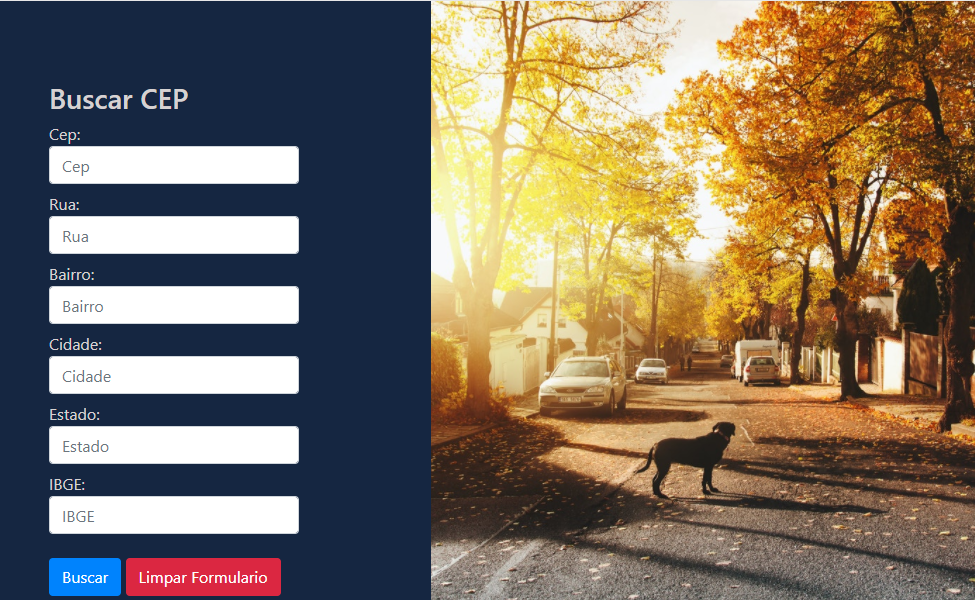 Buscar CEP
Cep:
Cep
Rua:
Rua
Bairro:
Bairro
Cidade:
Cidade
Estado:
Estado
IBGE:
IBGE
Buscar Limpar Formulario